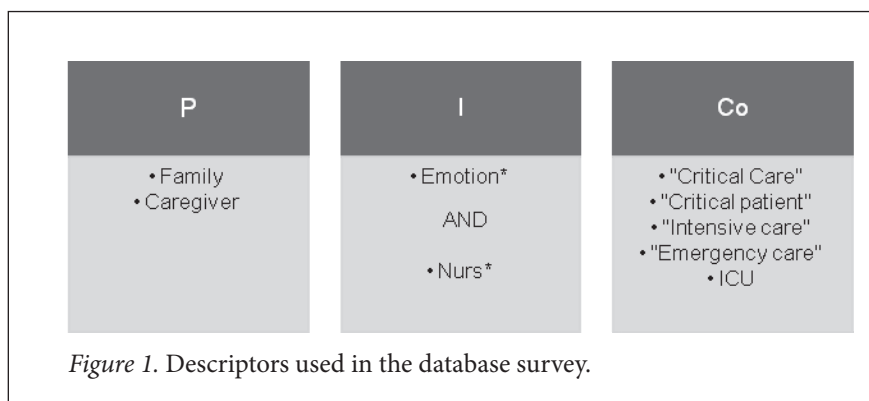 P
• Family
• Caregiver
I
• Emotion*
AND
• Nurs*
Co
• "Critical Care"
• "Critical patient"
• "Intensive care"
• "Emergency care"
• ICU
Figure 1. Descriptors used in the database survey.